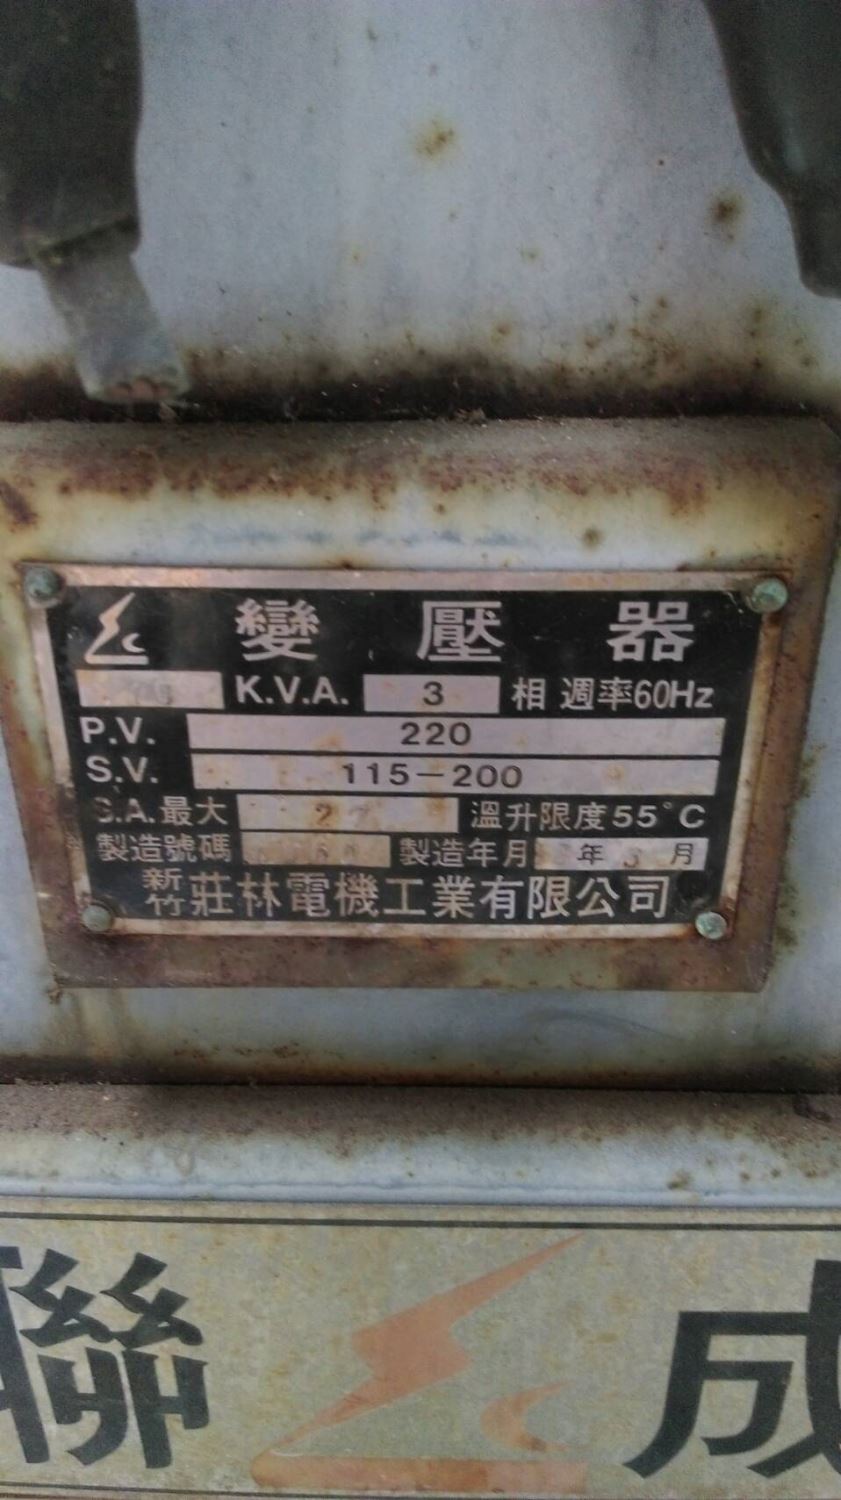 變壓器
K.V.A. 3 相 週率60Hz
P.V. 220
S.V. 115-200
S.A.最大 溫升限度55°C
製造號碼 製造年月 年 3 月
新竹 莊林電機工業有限公司
聯成